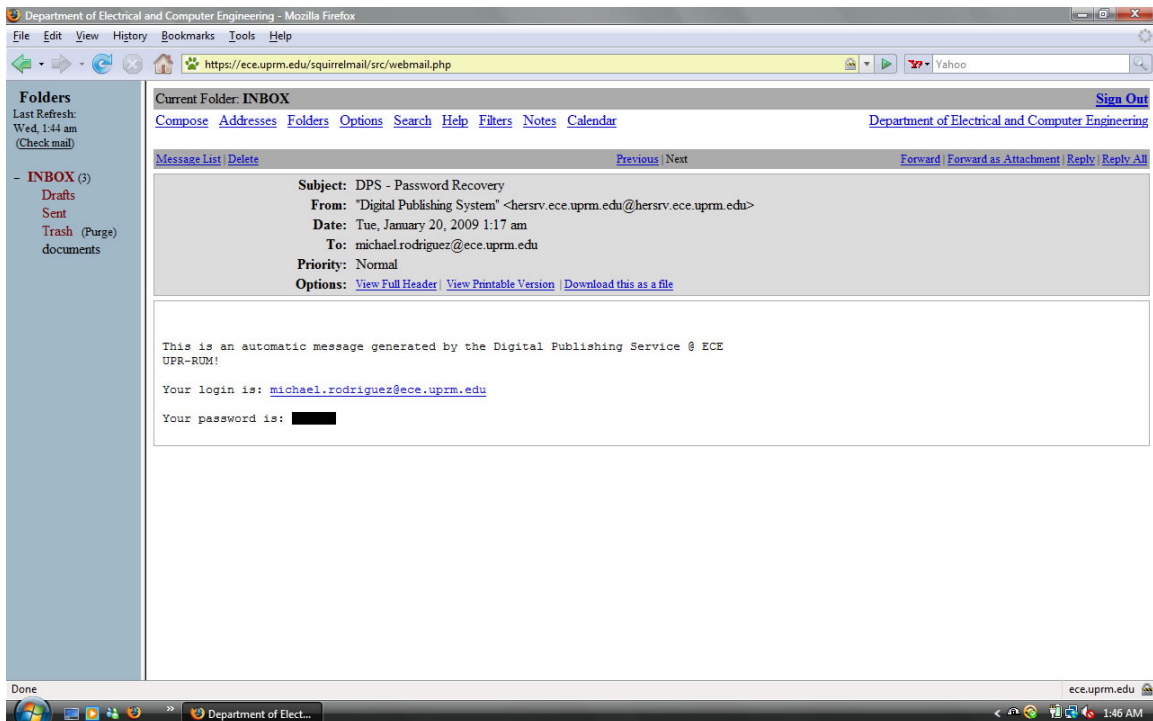 Department of Electrical and Computer Engineering - Mozilla Firefox
File Edit View History Bookmarks Tools Help
https://ece.uprm.edu/squirrelmail/src/webmail.php
Yahoo
Folders
Last Refresh:
Wed, 1:44 am
(Check mail)
- INBOX (3)
Drafts
Sent
Trash (Purge)
documents
Current Folder: INBOX Sign Out
Compose Addresses Folders Options Search Help Filters Notes Calendar Department of Electrical and Computer Engineering
Message List | Delete Previous | Next Forward | Forward as Attachment | Reply | Reply All
Subject: DPS - Password Recovery
From: "Digital Publishing System" <hersrv.ece.uprm.edu@hersrv.ece.uprm.edu>
Date: Tue, January 20, 2009 1:17 am
To: michael.rodriguez@ece.uprm.edu
Priority: Normal
Options: View Full Header | View Printable Version | Download this as a file
This is an automatic message generated by the Digital Publishing Service @ ECE
UPR-RUM!
Your login is: michael.rodriguez@ece.uprm.edu
Your password is:
Done ece.uprm.edu
» Department of Elect... < 1:46 AM